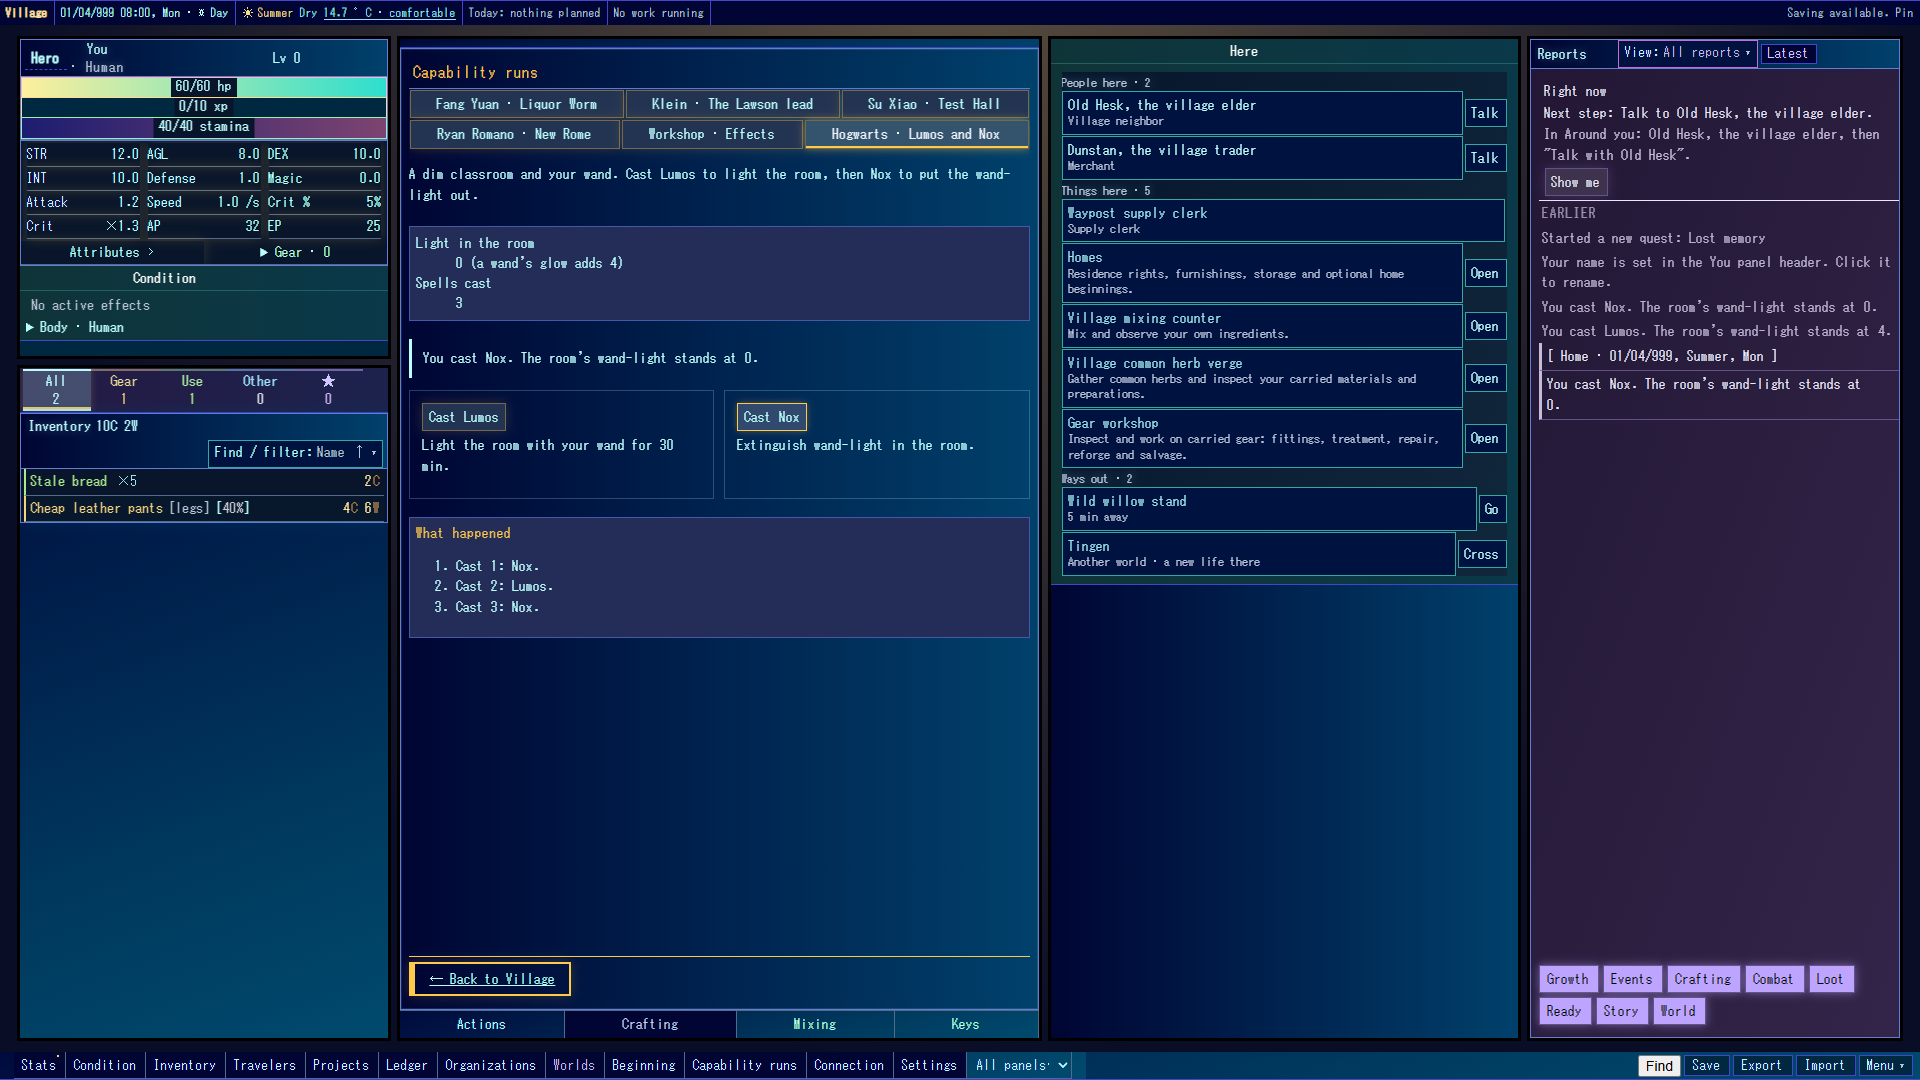 Village 01/04/999 08:00, Mon · ☀ Day ☀ Summer Dry 14.7 ° C · comfortable Today: nothing planned No work running Saving available. Pin
Hero · You Human Lv 0
60/60 hp
0/10 xp
40/40 stamina
STR 12.0 AGL 8.0 DEX 10.0
INT 10.0 Defense 1.0 Magic 0.0
Attack 1.2 Speed 1.0 /s Crit % 5%
Crit ×1.3 AP 32 EP 25
Attributes > ▶ Gear · 0
Condition
No active effects
▶ Body · Human
All Gear Use Other ★
2 1 1 0 0
Inventory 10C 2W
Find / filter: Name ↑ ▾
Stale bread ×5 2C
Cheap leather pants [legs] [40%] 4C 6W
Capability runs
Fang Yuan · Liquor Worm Klein · The Lawson lead Su Xiao · Test Hall
Ryan Romano · New Rome Workshop · Effects Hogwarts · Lumos and Nox
A dim classroom and your wand. Cast Lumos to light the room, then Nox to put the wand-
light out.
Light in the room
0 (a wand's glow adds 4)
Spells cast
3
You cast Nox. The room's wand-light stands at 0.
Cast Lumos
Light the room with your wand for 30
min.
Cast Nox
Extinguish wand-light in the room.
What happened
1. Cast 1: Nox.
2. Cast 2: Lumos.
3. Cast 3: Nox.
← Back to Village
Actions Crafting Mixing Keys
Here
People here · 2
Old Hesk, the village elder
Village neighbor
Talk
Dunstan, the village trader
Merchant
Talk
Things here · 5
Waypost supply clerk
Supply clerk
Homes
Residence rights, furnishings, storage and optional home
beginnings.
Open
Village mixing counter
Mix and observe your own ingredients.
Open
Village common herb verge
Gather common herbs and inspect your carried materials and
preparations.
Open
Gear workshop
Inspect and work on carried gear: fittings, treatment, repair,
reforge and salvage.
Open
Ways out · 2
Wild willow stand
5 min away
Go
Tingen
Another world · a new life there
Cross
Reports View: All reports ▾ Latest
Right now
Next step: Talk to Old Hesk, the village elder.
In Around you: Old Hesk, the village elder, then
"Talk with Old Hesk".
Show me
EARLIER
Started a new quest: Lost memory
Your name is set in the You panel header. Click it
to rename.
You cast Nox. The room's wand-light stands at 0.
You cast Lumos. The room's wand-light stands at 4.
[ Home · 01/04/999, Summer, Mon ]
You cast Nox. The room's wand-light stands at
0.
Growth Events Crafting Combat Loot
Ready Story World
Stats Condition Inventory Travelers Projects Ledger Organizations Worlds Beginning Capability runs Connection Settings All panels Find Save Export Import Menu ▾